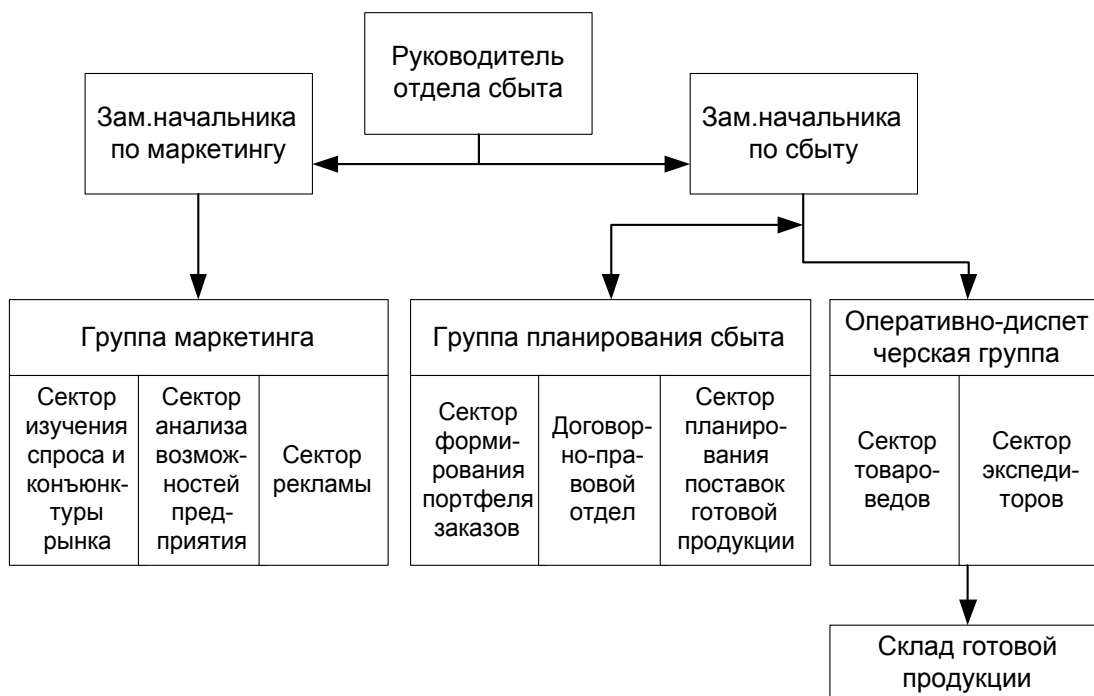 Руководитель
отдела сбыта
Зам.начальника
по маркетингу
Зам.начальника
по сбыту
Группа маркетинга
Сектор
изучения
спроса и
конъюнк-
туры
рынка
Сектор
анализа
возмож-
ностей
пред-
приятия
Сектор
рекламы
Группа планирования сбыта
Сектор
форми-
рования
портфеля
заказов
Договор-
но-пра-
вовой
отдел
Сектор
планиро-
вания
поставок
готовой
продукции
Оперативно-диспет
черская группа
Сектор
товаро-
ведов
Сектор
экспеди-
торов
Склад готовой
продукции